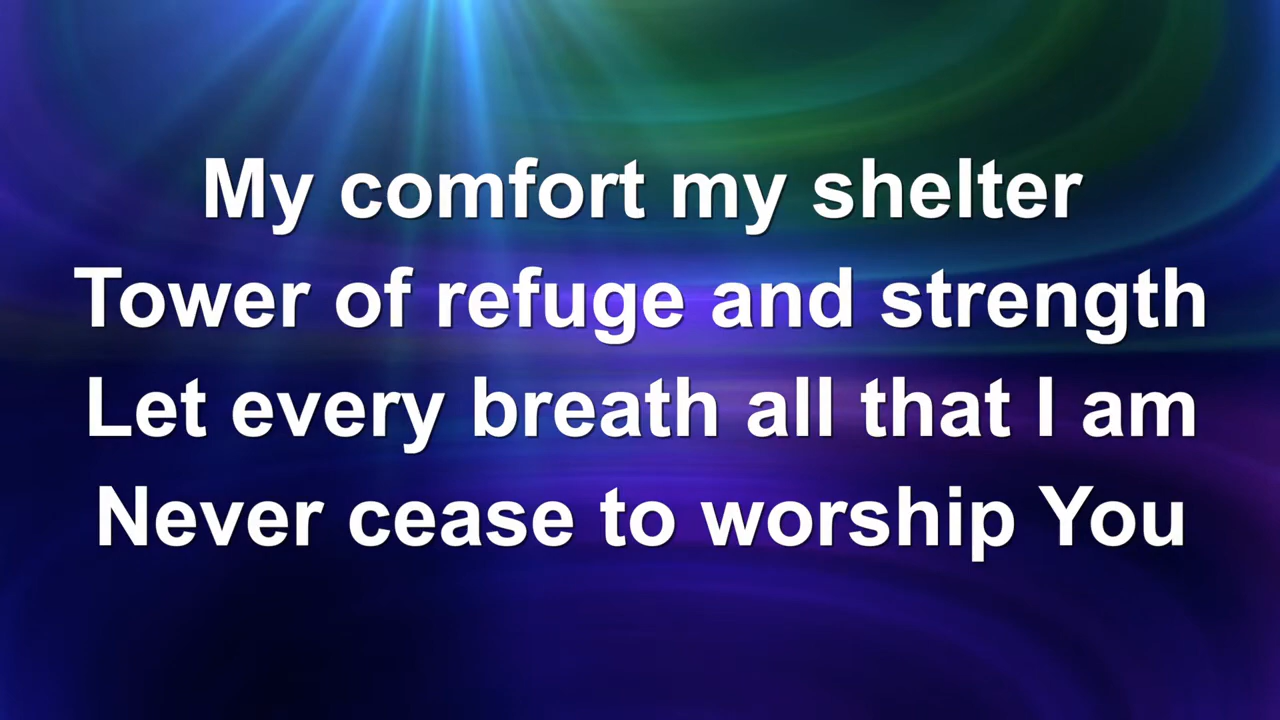 My comfort my shelter
Tower of refuge and strength
Let every breath all that I am
Never cease to worship You